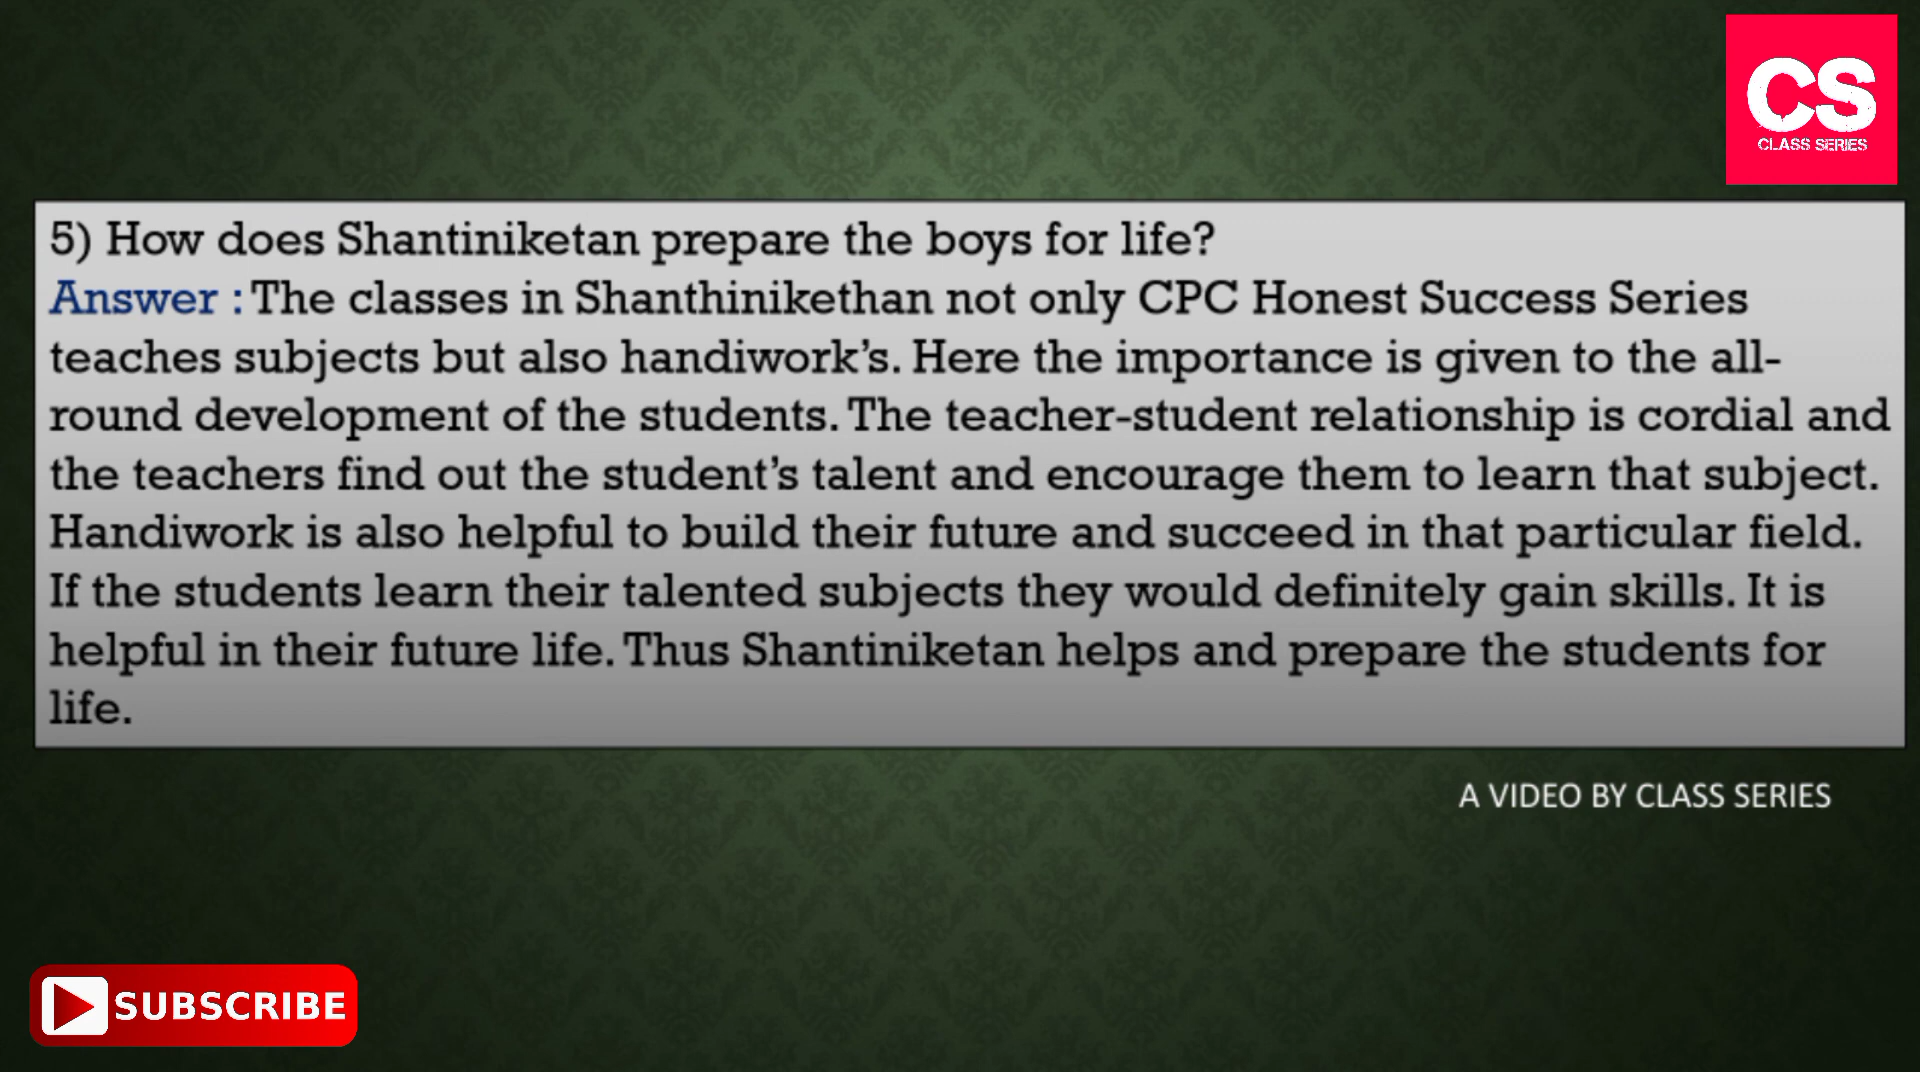 CS
CLASS SERIES
5) How does Shantiniketan prepare the boys for life?
Answer : The classes in Shanthinikethan not only CPC Honest Success Series
teaches subjects but also handiwork’s. Here the importance is given to the all-
round development of the students. The teacher-student relationship is cordial and
the teachers find out the student’s talent and encourage them to learn that subject.
Handiwork is also helpful to build their future and succeed in that particular field.
If the students learn their talented subjects they would definitely gain skills. It is
helpful in their future life. Thus Shantiniketan helps and prepare the students for
life.
A VIDEO BY CLASS SERIES
SUBSCRIBE